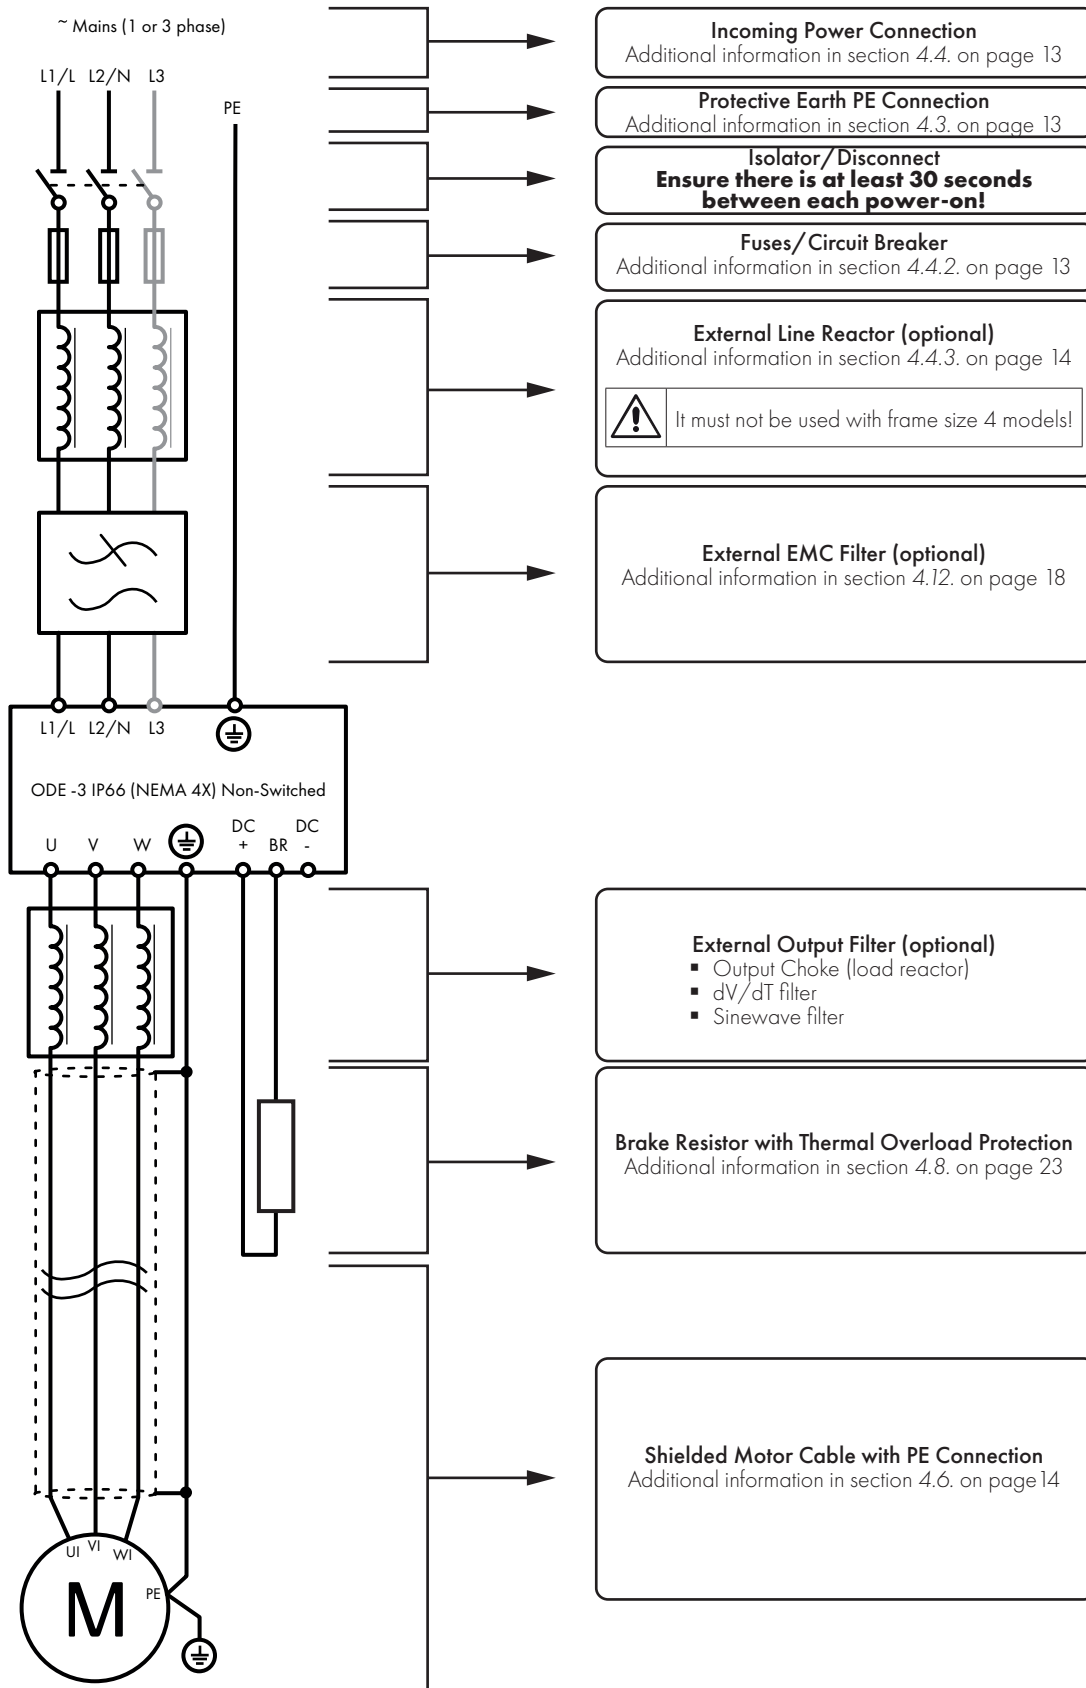 ~ Mains (1 or 3 phase)
L1/L L2/N L3
PE
Incoming Power Connection
Additional information in section 4.4. on page 13
Protective Earth PE Connection
Additional information in section 4.3. on page 13
Isolator/Disconnect
Ensure there is at least 30 seconds
between each power-on!
Fuses/Circuit Breaker
Additional information in section 4.4.2. on page 13
External Line Reactor (optional)
Additional information in section 4.4.3. on page 14
It must not be used with frame size 4 models!
External EMC Filter (optional)
Additional information in section 4.12. on page 18
L1/L L2/N L3
ODE -3 IP66 (NEMA 4X) Non-Switched
U V W DC + BR DC -
External Output Filter (optional)
▪ Output Choke (load reactor)
▪ dV/dT filter
▪ Sinewave filter
Brake Resistor with Thermal Overload Protection
Additional information in section 4.8. on page 23
Shielded Motor Cable with PE Connection
Additional information in section 4.6. on page14
UI VI WI
PE
M